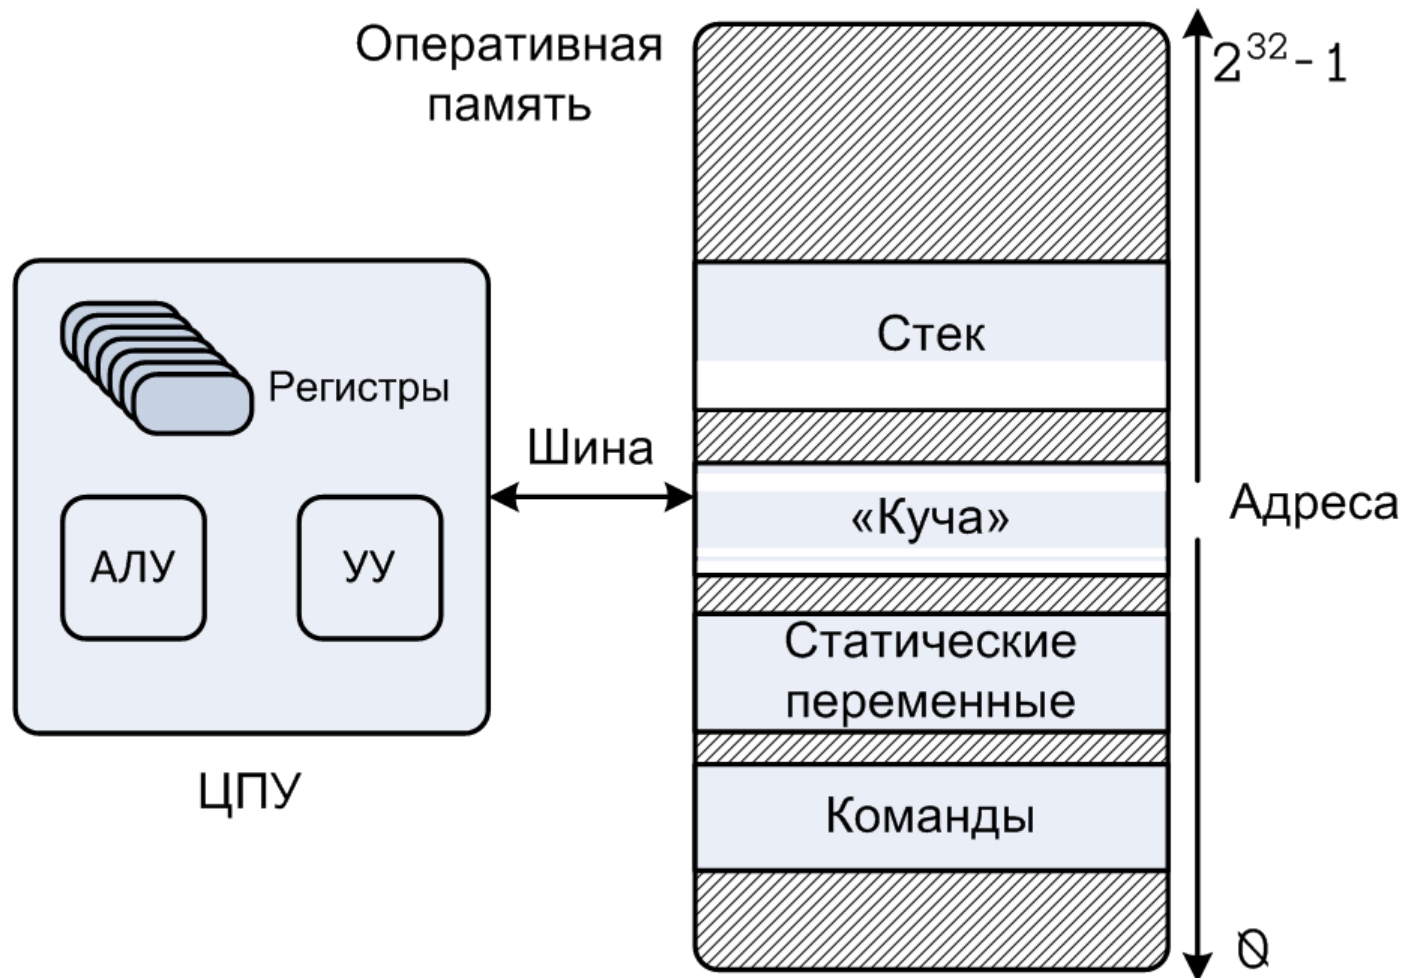 Оперативная
память
2³²-1
Стек
Регистры
Шина
«Куча»
Адреса
АЛУ
УУ
Статические
переменные
ЦПУ
Команды
0